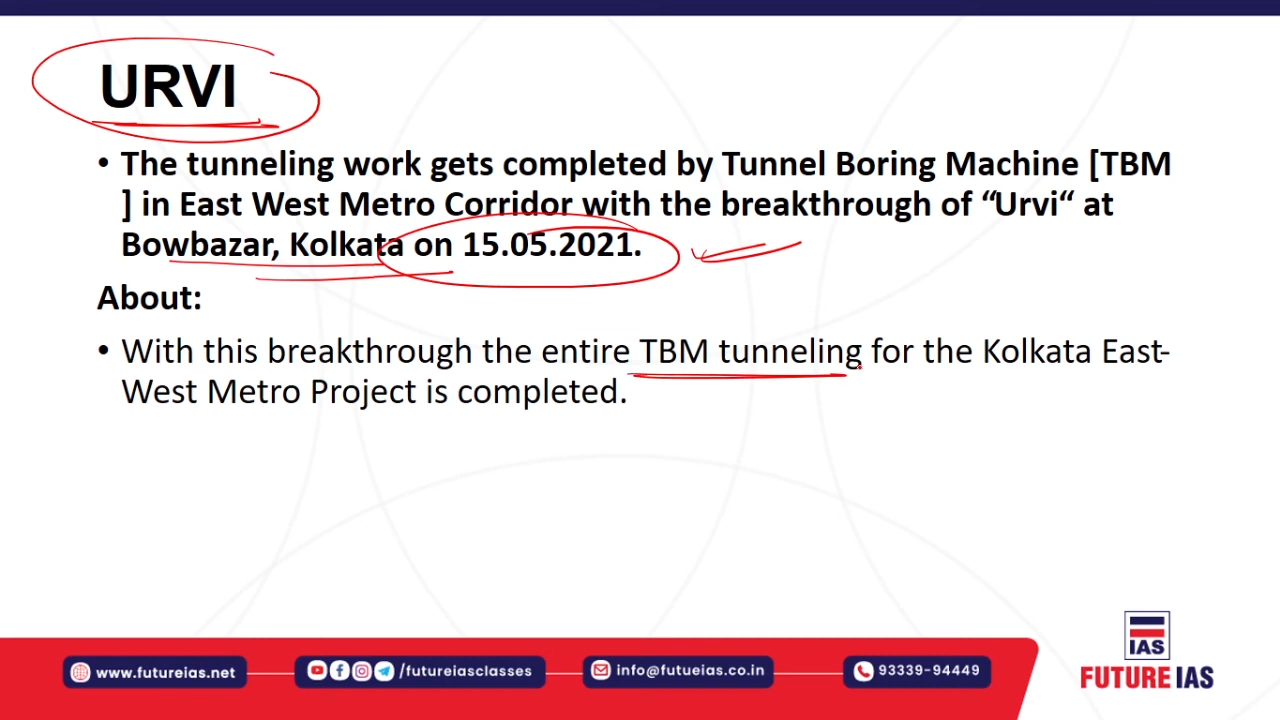 URVI
• The tunneling work gets completed by Tunnel Boring Machine [TBM
] in East West Metro Corridor with the breakthrough of “Urvi“ at
Bowbazar, Kolkata on 15.05.2021.
About:
• With this breakthrough the entire TBM tunneling for the Kolkata East-
West Metro Project is completed.
IAS
www.futureias.net
/futureiasclasses
info@futueias.co.in
93339-94449
FUTURE IAS